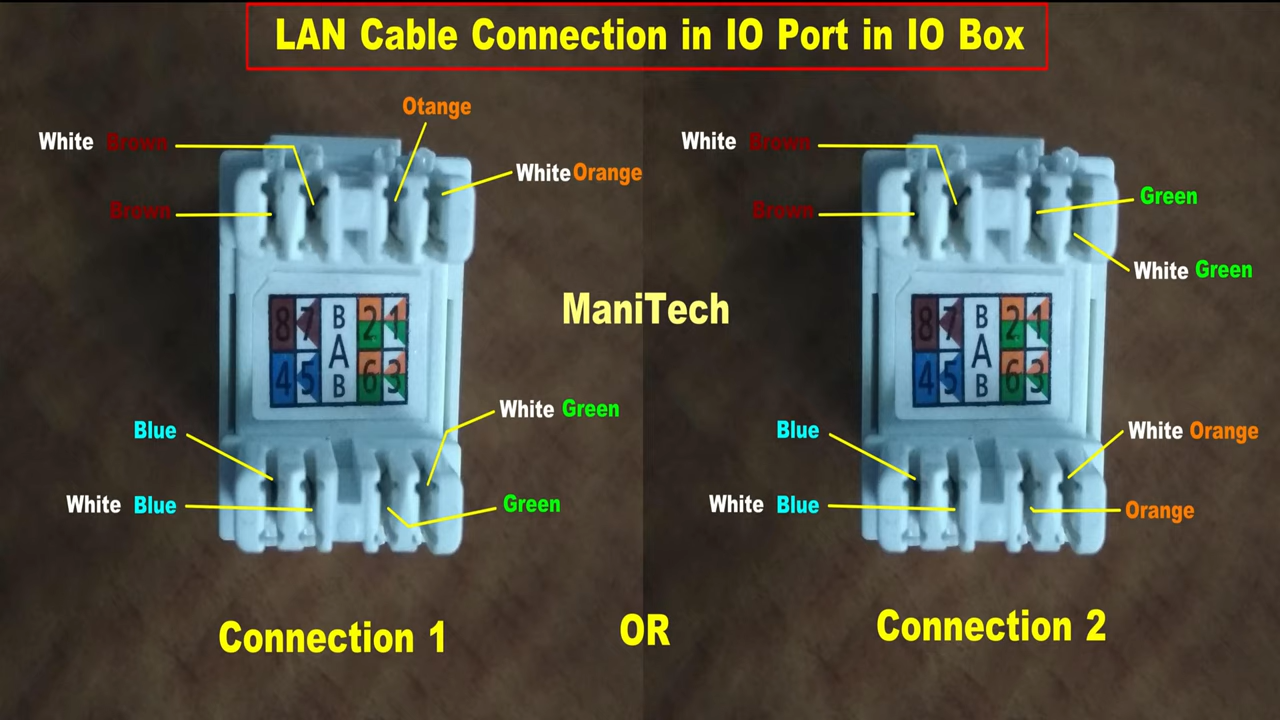 LAN Cable Connection in IO Port in IO Box
Otange
White Brown
White Orange
Brown
8 7 B 2 1
A
4 5 B 6 3
Blue
White Green
White Blue
Green
Connection 1
ManiTech
OR
White Brown
Green
Brown
White Green
8 7 B 2 1
A
4 5 B 6 3
Blue
White Orange
White Blue
Orange
Connection 2